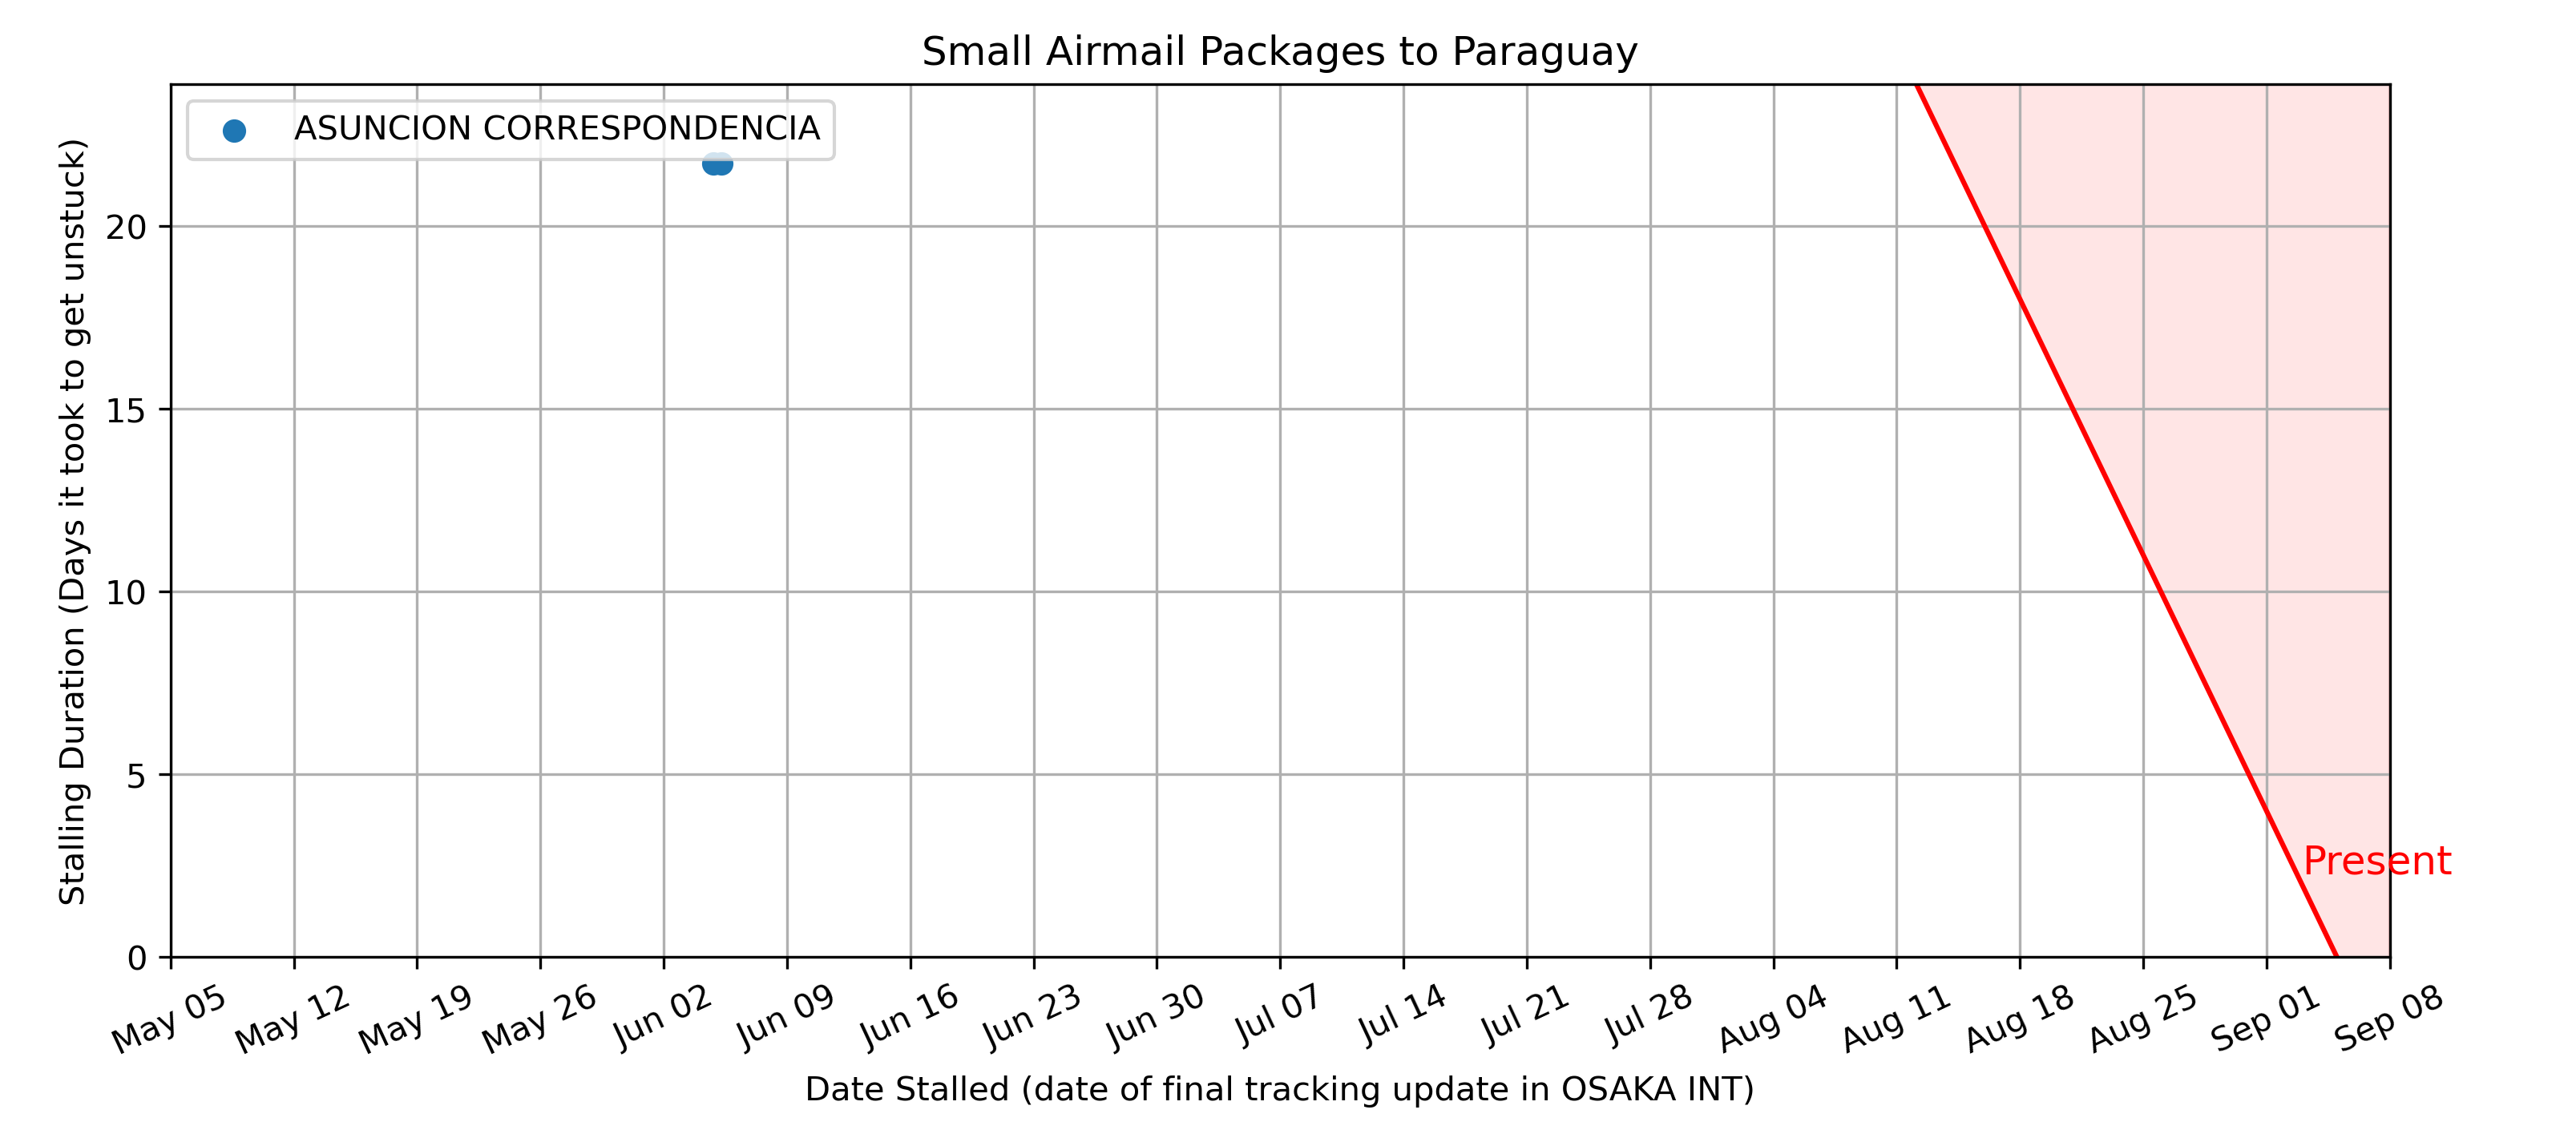 Small Airmail Packages to Paraguay
ASUNCION CORRESPONDENCIA
Stalling Duration (Days it took to get unstuck)
20
15
10
5
0
Present
May 05
May 12
May 19
May 26
Jun 02
Jun 09
Jun 16
Jun 23
Jun 30
Jul 07
Jul 14
Jul 21
Jul 28
Aug 04
Aug 11
Aug 18
Aug 25
Sep 01
Sep 08
Date Stalled (date of final tracking update in OSAKA INT)